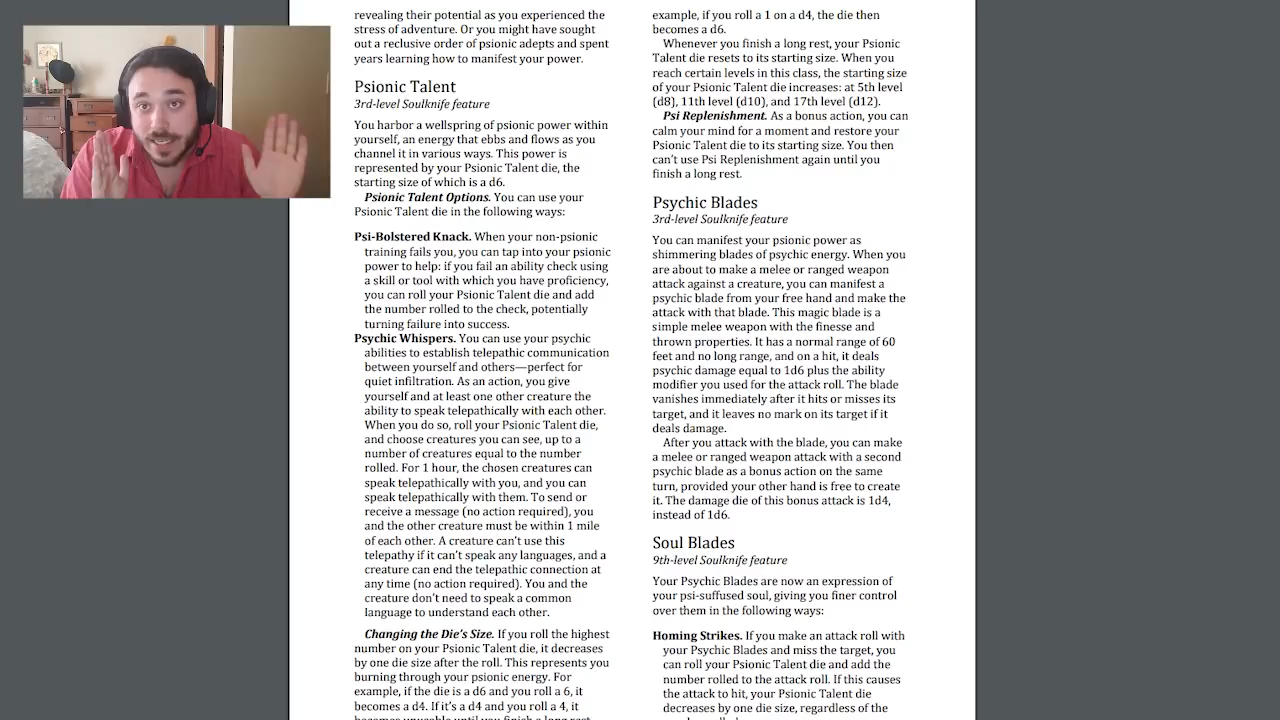 revealing their potential as you experienced the
stress of adventure. Or you might have sought
out a reclusive order of psionic adepts and spent
years learning how to manifest your power.
Psionic Talent
3rd-level Soulknife feature
You harbor a wellspring of psionic power within
yourself, an energy that ebbs and flows as you
channel it in various ways. This power is
represented by your Psionic Talent die, the
starting size of which is a d6.
Psionic Talent Options. You can use your
Psionic Talent die in the following ways:
Psi-Bolstered Knack. When your non-psionic
training fails you, you can tap into your psionic
power to help: if you fail an ability check using
a skill or tool with which you have proficiency,
you can roll your Psionic Talent die and add
the number rolled to the check, potentially
turning failure into success.
Psychic Whispers. You can use your psychic
abilities to establish telepathic communication
between yourself and others—perfect for
quiet infiltration. As an action, you give
yourself and at least one other creature the
ability to speak telepathically with each other.
When you do so, roll your Psionic Talent die,
and choose creatures you can see, up to a
number of creatures equal to the number
rolled. For 1 hour, the chosen creatures can
speak telepathically with you, and you can
speak telepathically with them. To send or
receive a message (no action required), you
and the other creature must be within 1 mile
of each other. A creature can't use this
telepathy if it can't speak any languages, and a
creature can end the telepathic connection at
any time (no action required). You and the
creature don't need to speak a common
language to understand each other.
Changing the Die's Size. If you roll the highest
number on your Psionic Talent die, it decreases
by one die size after the roll. This represents you
burning through your psionic energy. For
example, if the die is a d6 and you roll a 6, it
becomes a d4. If it's a d4 and you roll a 4, it
becomes unusable until you finish a long rest.
example, if you roll a 1 on a d4, the die then
becomes a d6.
Whenever you finish a long rest, your Psionic
Talent die resets to its starting size. When you
reach certain levels in this class, the starting size
of your Psionic Talent die increases: at 5th level
(d8), 11th level (d10), and 17th level (d12).
Psi Replenishment. As a bonus action, you can
calm your mind for a moment and restore your
Psionic Talent die to its starting size. You then
can't use Psi Replenishment again until you
finish a long rest.
Psychic Blades
3rd-level Soulknife feature
You can manifest your psionic power as
shimmering blades of psychic energy. When you
are about to make a melee or ranged weapon
attack against a creature, you can manifest a
psychic blade from your free hand and make the
attack with that blade. This magic blade is a
simple melee weapon with the finesse and
thrown properties. It has a normal range of 60
feet and no long range, and on a hit, it deals
psychic damage equal to 1d6 plus the ability
modifier you used for the attack roll. The blade
vanishes immediately after it hits or misses its
target, and it leaves no mark on its target if it
deals damage.
After you attack with the blade, you can make
a melee or ranged weapon attack with a second
psychic blade as a bonus action on the same
turn, provided your other hand is free to create
it. The damage die of this bonus attack is 1d4,
instead of 1d6.
Soul Blades
9th-level Soulknife feature
Your Psychic Blades are now an expression of
your psi-suffused soul, giving you finer control
over them in the following ways:
Homing Strikes. If you make an attack roll with
your Psychic Blades and miss the target, you
can roll your Psionic Talent die and add the
number rolled to the attack roll. If this causes
the attack to hit, your Psionic Talent die
decreases by one die size, regardless of the